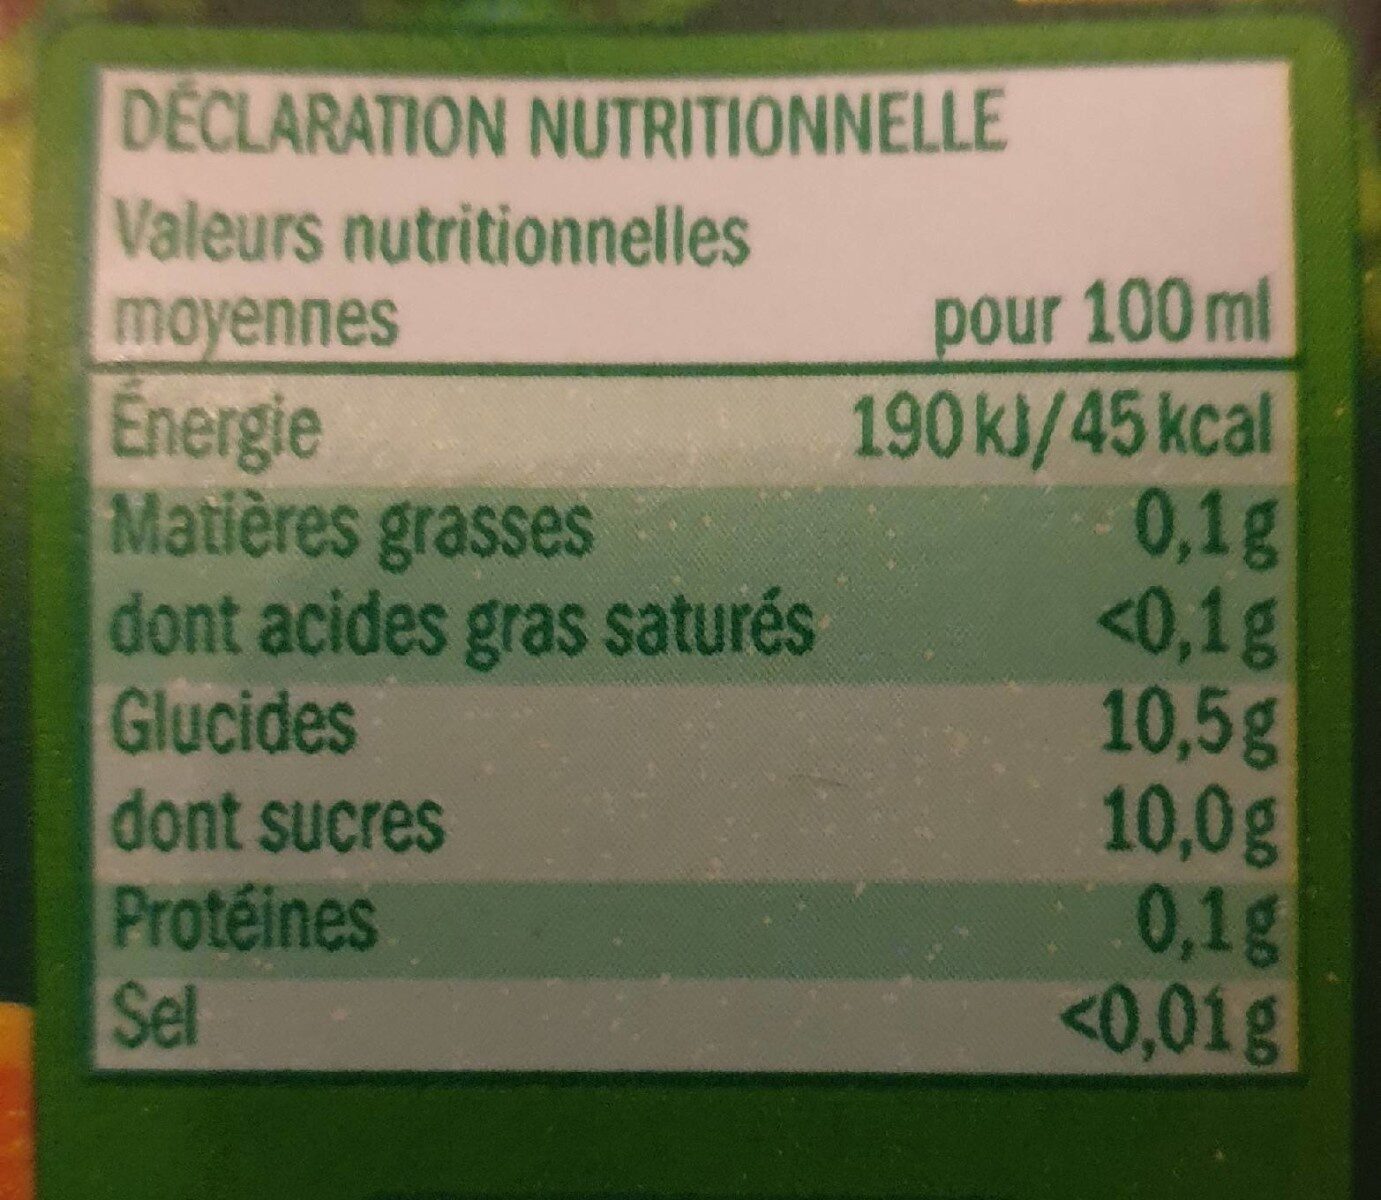 DÉCLARATION NUTRITIONNELLE
Valeurs nutritionnelles
moyennes pour 100 ml
Énergie 190 kJ/45 kcal
Matières grasses 0,1 g
dont acides gras saturés <0,1 g
Glucides 10,5 g
dont sucres 10,0 g
Protéines 0,1 g
Sel <0,01 g